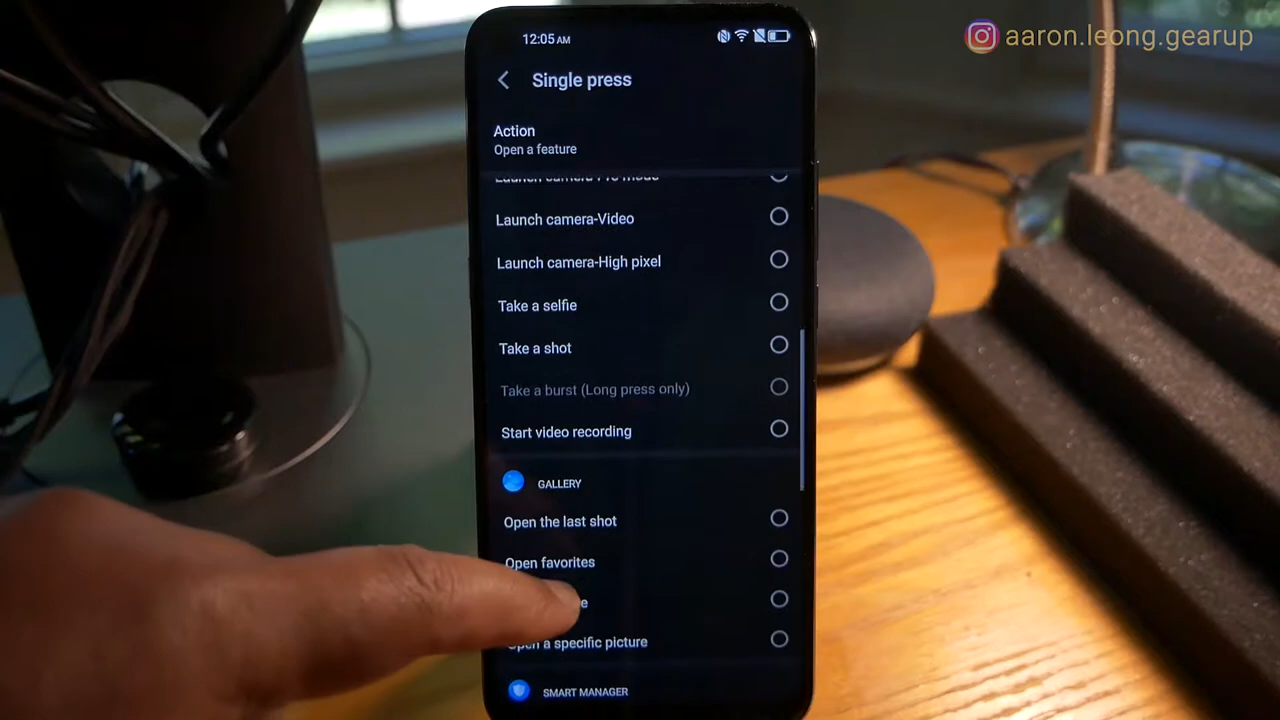 aaron.leong.gearup
12:05 AM
Single press
Action
Open a feature
Launch camera-Video
Launch camera-High pixel
Take a selfie
Take a shot
Take a burst (Long press only)
Start video recording
GALLERY
Open the last shot
Open favorites
Open a specific picture
SMART MANAGER